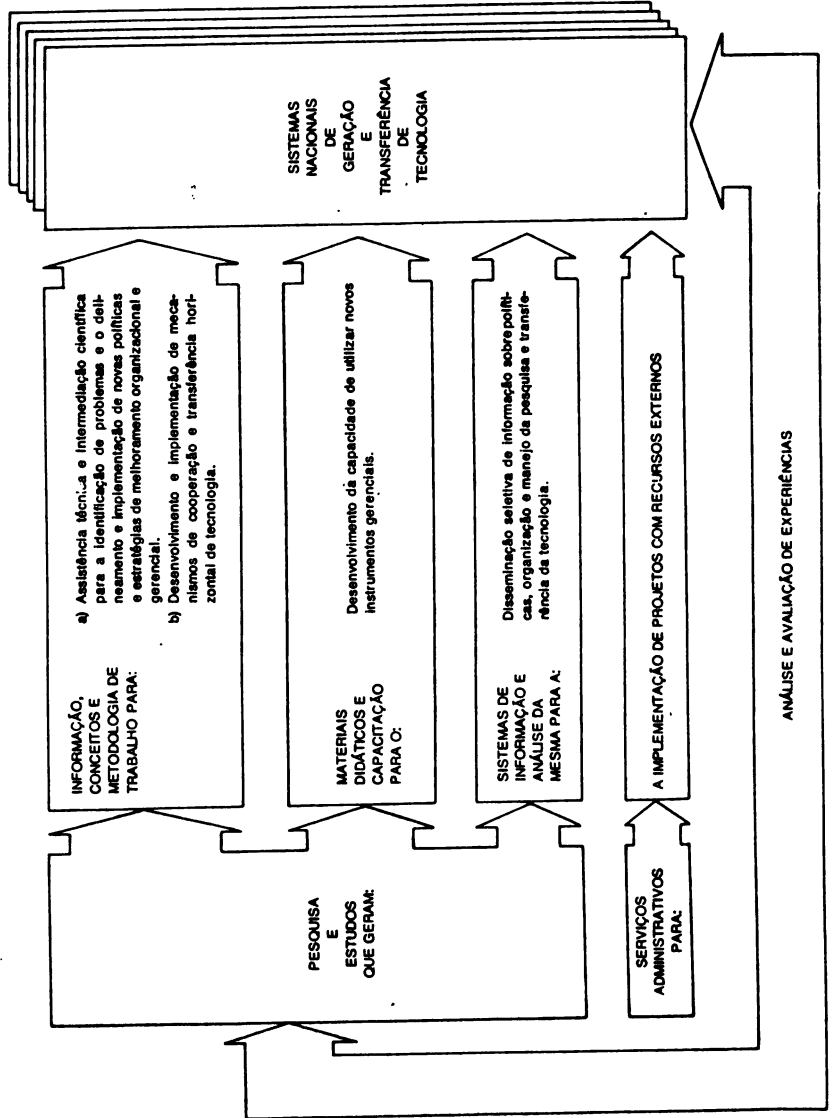 PESQUISA
E
ESTUDOS
QUE GERAM:
INFORMAÇÃO,
CONCEITOS E
METODOLOGIA DE
TRABALHO PARA:
a) Assistência técnica e intermediação científica
para a identificação de problemas e o deli-
neamento e implementação de novas políticas
e estratégias de melhoramento organizacional e
gerencial.
b) Desenvolvimento e implementação de meca-
nismos de cooperação e transferência hori-
zontal de tecnologia.
MATERIAIS
DIDÁTICOS E
CAPACITAÇÃO
PARA O:
Desenvolvimento da capacidade de utilizar novos
instrumentos gerenciais.
SISTEMAS DE
INFORMAÇÃO E
ANÁLISE DA
MESMA PARA A:
Disseminação seletiva de informação sobre políti-
cas, organização e manejo da pesquisa e transfe-
rência da tecnologia.
SERVIÇOS
ADMINISTRATIVOS
PARA:
A IMPLEMENTAÇÃO DE PROJETOS COM RECURSOS EXTERNOS
SISTEMAS
NACIONAIS
DE
GERAÇÃO
E
TRANSFERÊNCIA
DE
TECNOLOGIA
ANÁLISE E AVALIAÇÃO DE EXPERIÊNCIAS